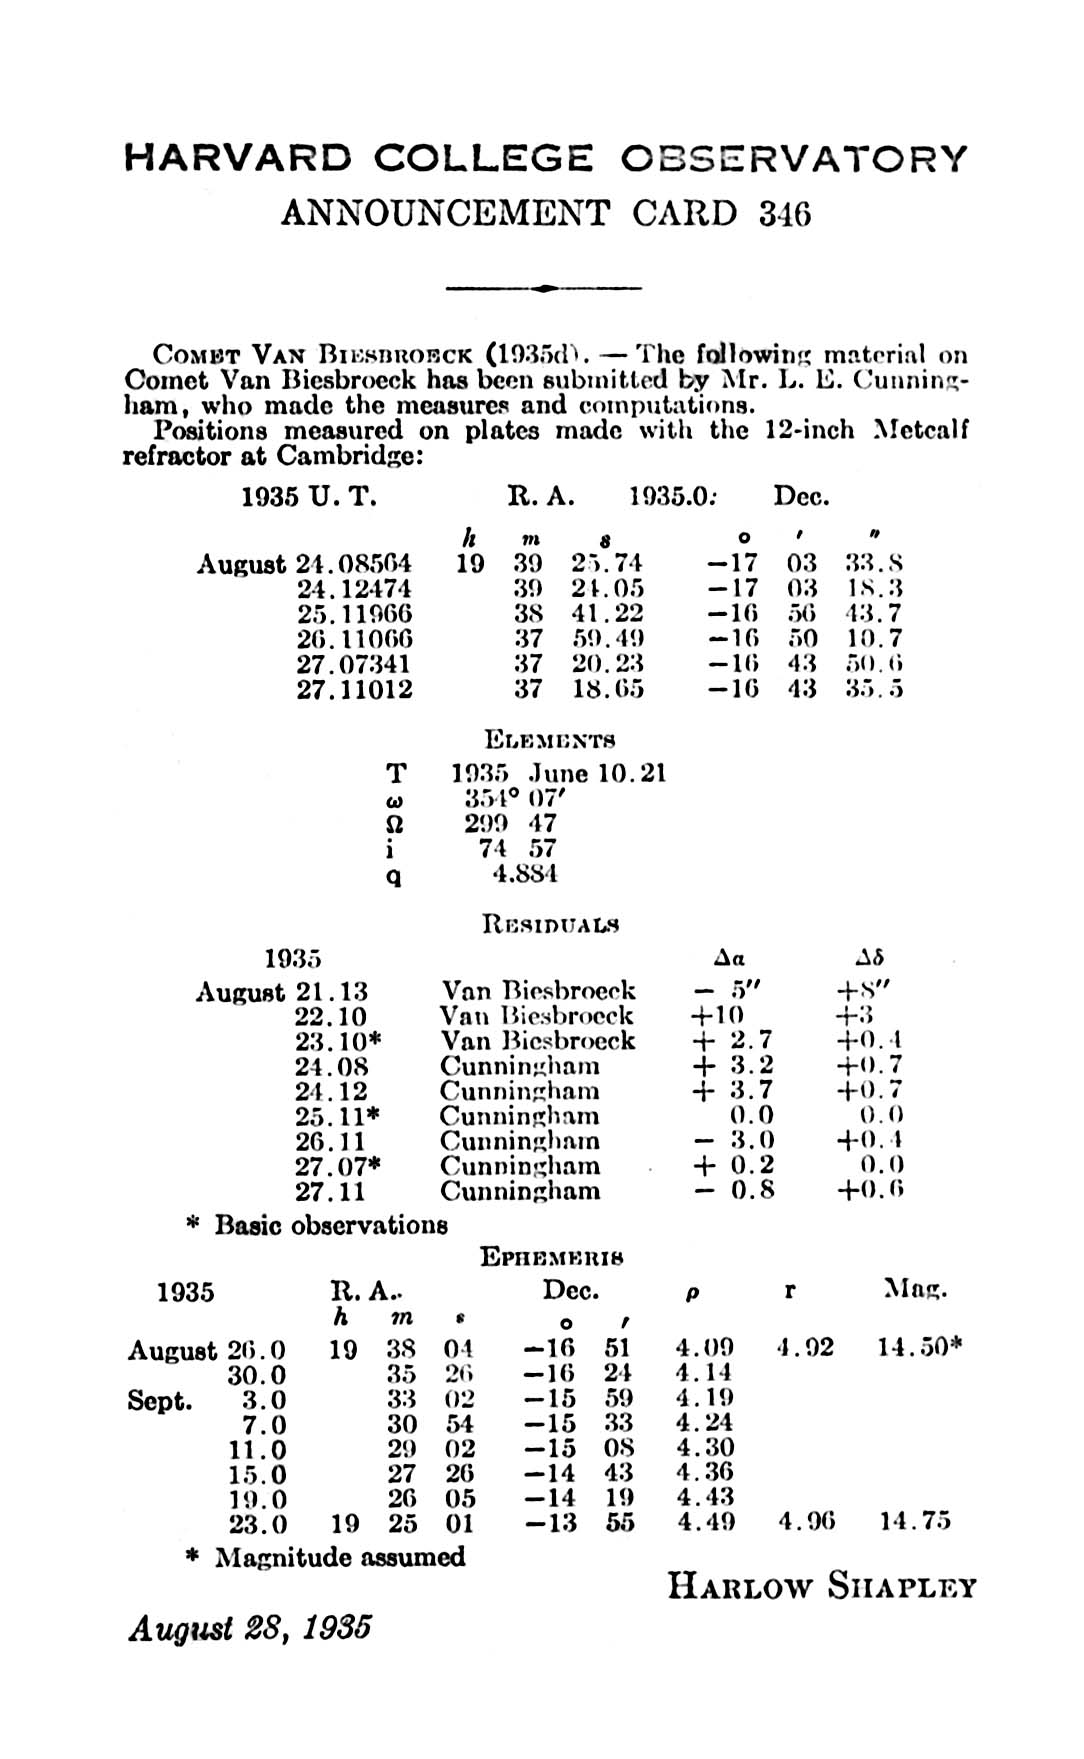 HARVARD COLLEGE OBSERVATORY
ANNOUNCEMENT CARD 346
COMET VAN BIESBROECK (1935d). — The following material on
Comet Van Biesbroeck has been submitted by Mr. L. E. Cunning-
ham, who made the measures and computations.
Positions measured on plates made with the 12-inch Metcalf
refractor at Cambridge:
1935 U. T. R. A. 1935.0: Dec.
h m s o ′ ″
August 24.08564 19 39 25.74 −17 03 33.8
24.12474 39 24.05 −17 03 18.3
25.11966 38 41.22 −16 56 43.7
26.11066 37 59.49 −16 50 10.7
27.07341 37 20.23 −16 43 50.6
27.11012 37 18.65 −16 43 35.5
ELEMENTS
T 1935 June 10.21
ω 354° 07′
Ω 299 47
i 74 57
q 4.884
RESIDUALS
1935 Δα Δδ
August 21.13 Van Biesbroeck − 5″ +8″
22.10 Van Biesbroeck +10 +3
23.10* Van Biesbroeck + 2.7 +0.4
24.08 Cunningham + 3.2 +0.7
24.12 Cunningham + 3.7 +0.7
25.11* Cunningham 0.0 0.0
26.11 Cunningham − 3.0 +0.4
27.07* Cunningham + 0.2 0.0
27.11 Cunningham − 0.8 +0.6
* Basic observations
EPHEMERIS
1935 R. A. Dec. ρ r Mag.
h m s o ′
August 26.0 19 38 04 −16 51 4.09 4.92 14.50*
30.0 35 26 −16 24 4.14
Sept. 3.0 33 02 −15 59 4.19
7.0 30 54 −15 33 4.24
11.0 29 02 −15 08 4.30
15.0 27 26 −14 43 4.36
19.0 26 05 −14 19 4.43
23.0 19 25 01 −13 55 4.49 4.96 14.75
* Magnitude assumed
HARLOW SHAPLEY
August 28, 1935